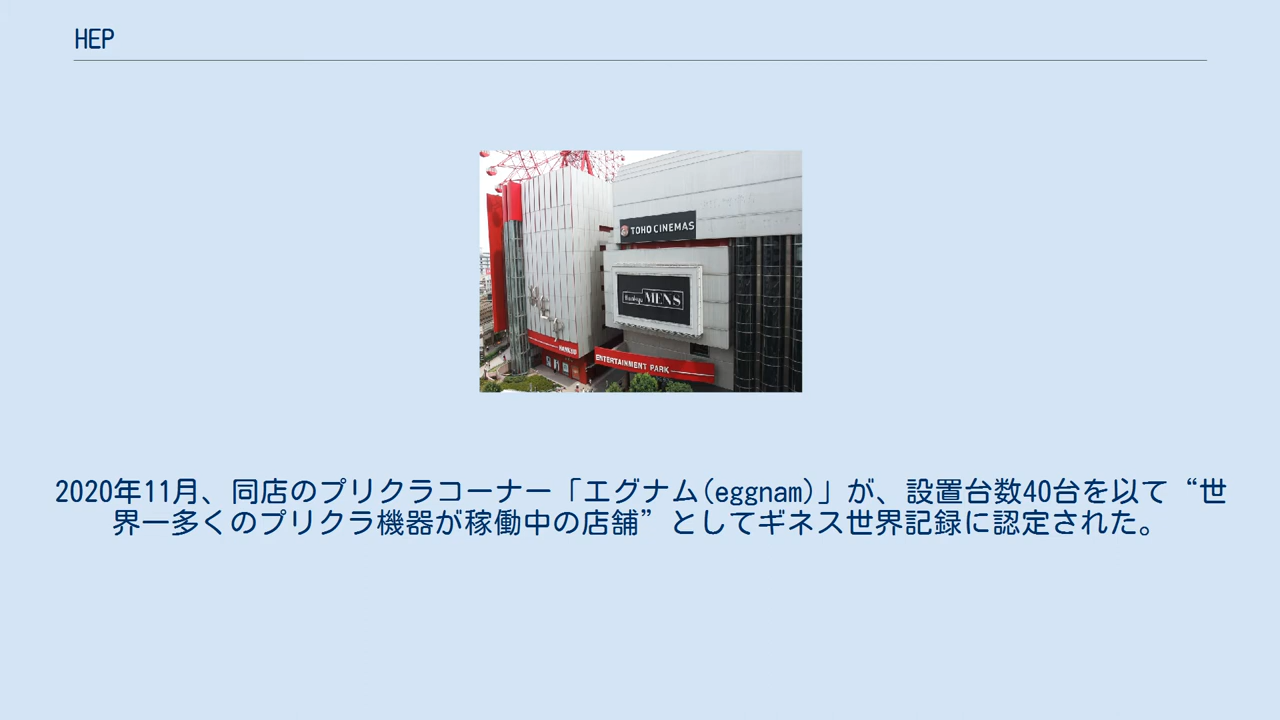 HEP
TOHO CINEMAS
MENS
HANKYU
ENTERTAINMENT PARK
2020年11月、同店のプリクラコーナー「エグナム(eggnam)」が、設置台数40台を以て“世
界一多くのプリクラ機器が稼働中の店舗”としてギネス世界記録に認定された。